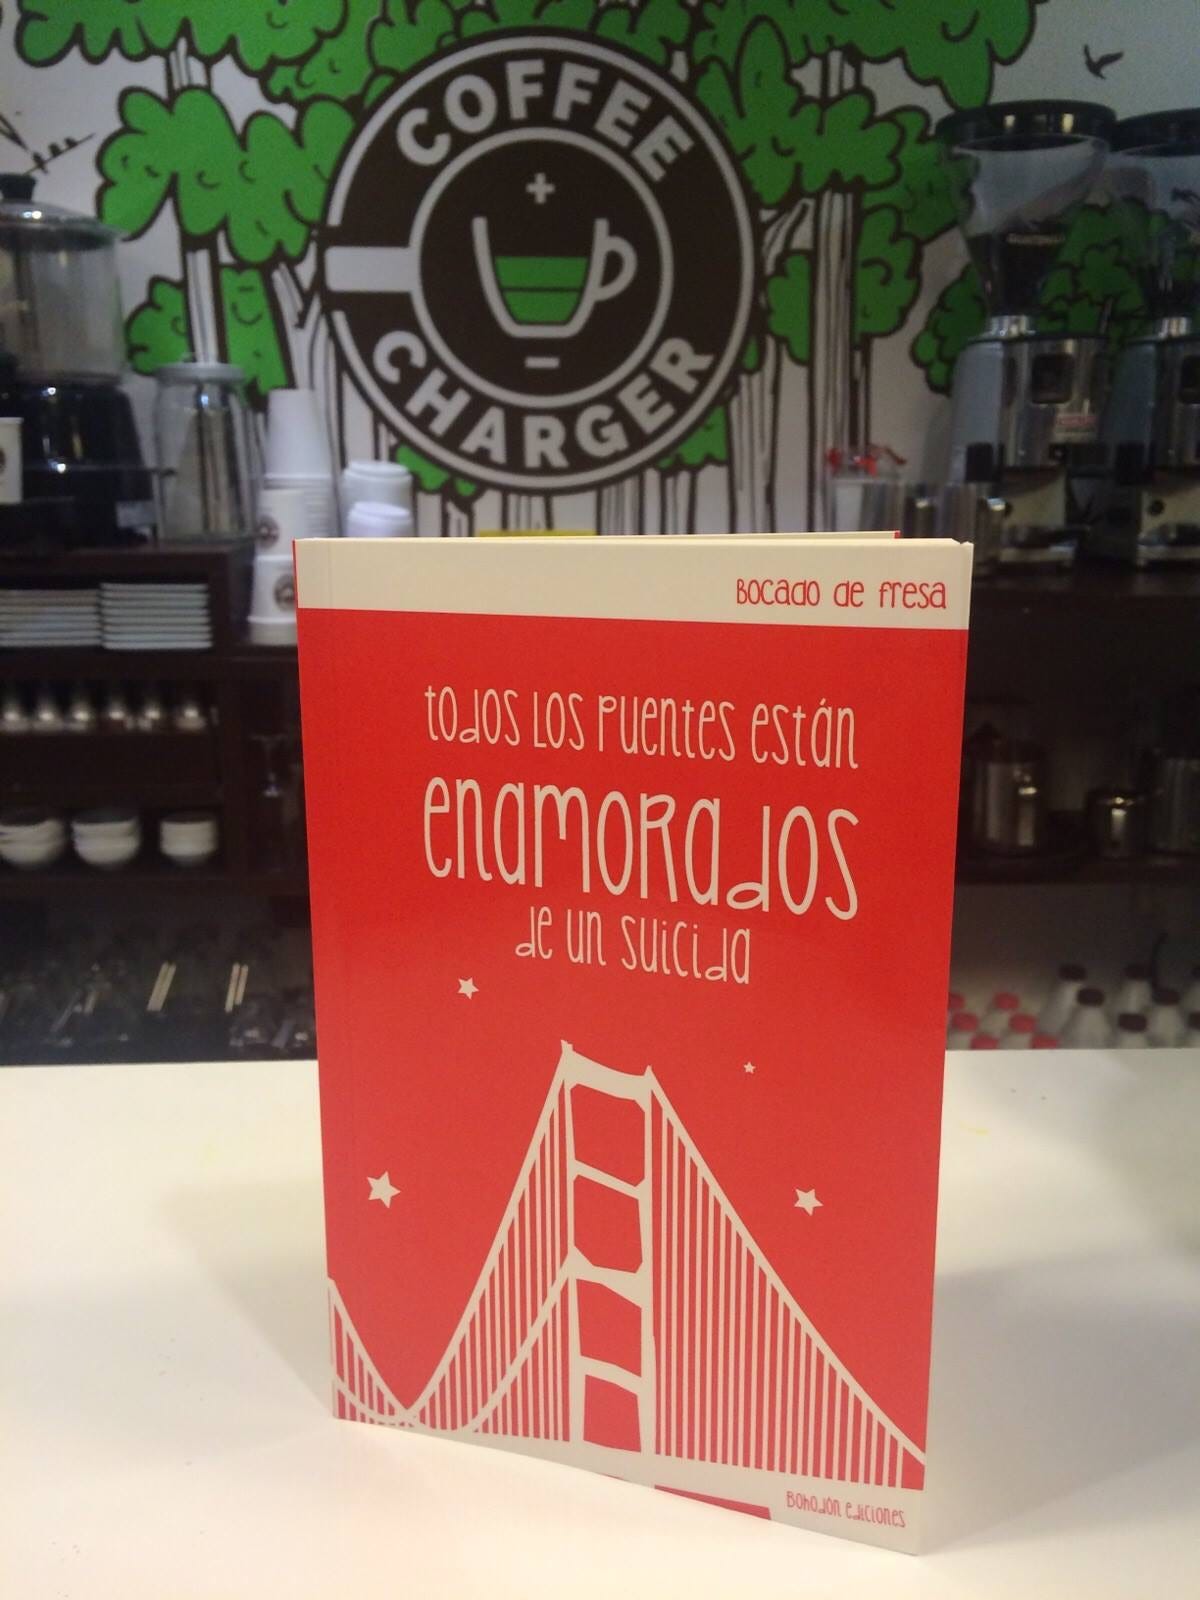 COFFEE
CHARGER
Bocado de fresa
todos los puentes están
enamorados
de un suicida
Bohodón ediciones